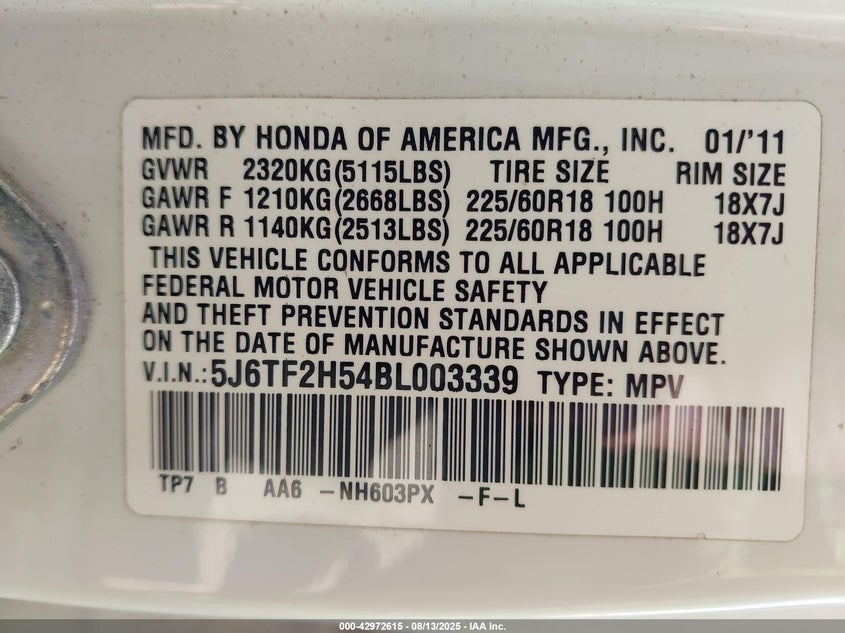 MFD. BY HONDA OF AMERICA MFG., INC. 01/'11
GVWR 2320KG(5115LBS) TIRE SIZE RIM SIZE
GAWR F 1210KG(2668LBS) 225/60R18 100H 18X7J
GAWR R 1140KG(2513LBS) 225/60R18 100H 18X7J
THIS VEHICLE CONFORMS TO ALL APPLICABLE
FEDERAL MOTOR VEHICLE SAFETY
AND THEFT PREVENTION STANDARDS IN EFFECT
ON THE DATE OF MANUFACTURE SHOWN ABOVE.
V.I.N.: 5J6TF2H54BL003339 TYPE: MPV
TP7 B AA6 -NH603PX -F-L
000-42972615 - 08/13/2025 - IAA Inc.